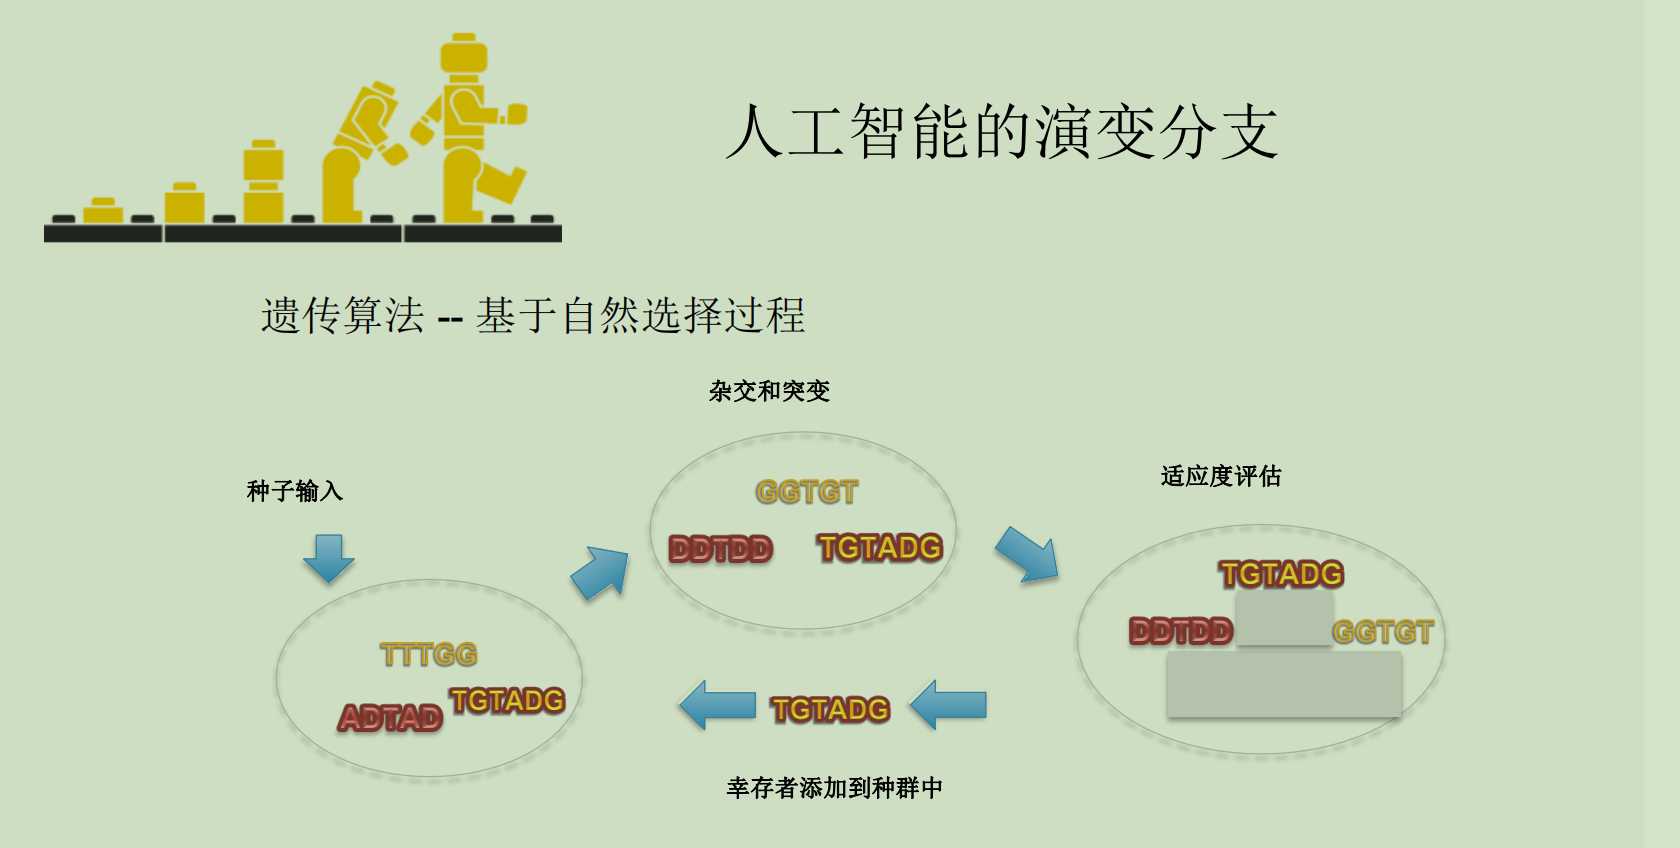 人工智能的演变分支
遗传算法 -- 基于自然选择过程
杂交和突变
种子输入
适应度评估
GGTGT
DDTDD TGTADG
TGTADG
DDTDD GGTGT
TTTGG
ADTAD TGTADG
TGTADG
幸存者添加到种群中